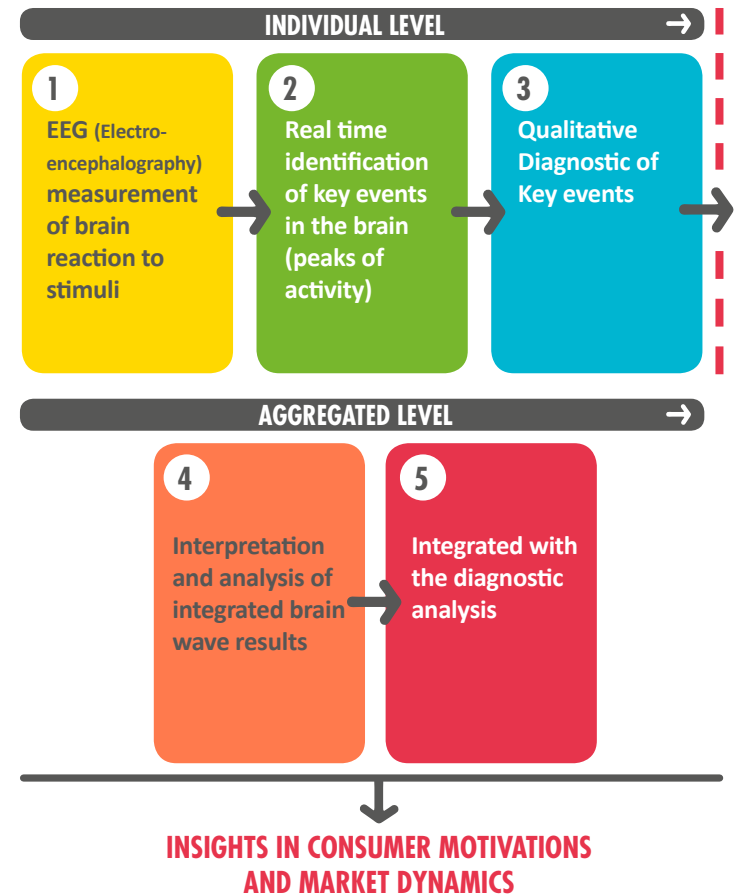 INDIVIDUAL LEVEL
1
EEG (Electro-
encephalography)
measurement
of brain
reaction to
stimuli
2
Real time
identification
of key events
in the brain
(peaks of
activity)
3
Qualitative
Diagnostic of
Key events
AGGREGATED LEVEL
4
Interpretation
and analysis of
integrated brain
wave results
5
Integrated with
the diagnostic
analysis
INSIGHTS IN CONSUMER MOTIVATIONS
AND MARKET DYNAMICS